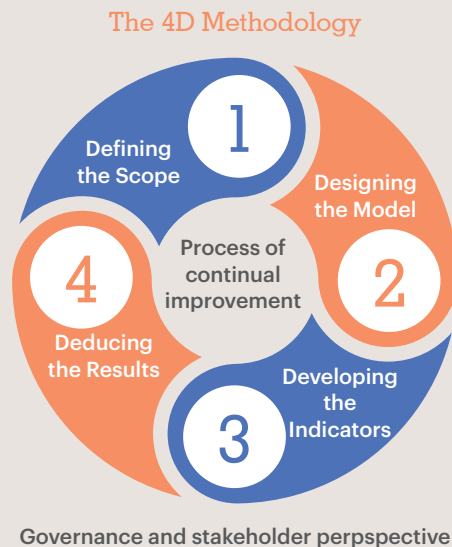 The 4D Methodology
1
Defining
the Scope
Designing
the Model
2
Process of
continual
improvement
4
Deducing
the Results
Developing
the
Indicators
3
Governance and stakeholder perpspective